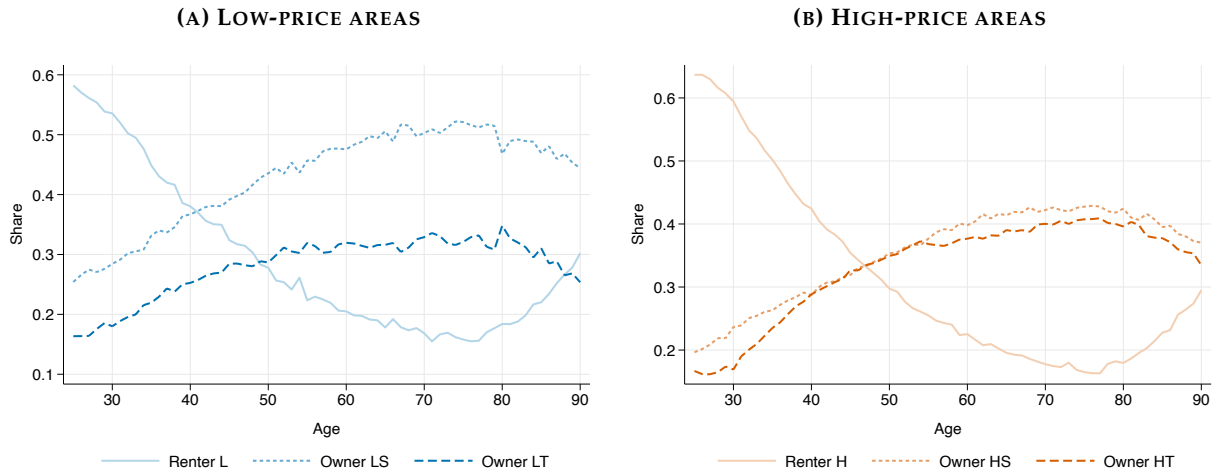 (A) LOW-PRICE AREAS
0.6
0.5
0.4
0.3
0.2
0.1
Share
30 40 50 60 70 80 90
Age
Renter L Owner LS Owner LT
(B) HIGH-PRICE AREAS
0.6
0.5
0.4
0.3
0.2
Share
30 40 50 60 70 80 90
Age
Renter H Owner HS Owner HT